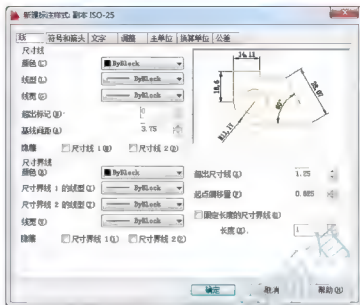 新建标注样式: 副本 ISO-25
线 符号和箭头 文字 调整 主单位 换算单位 公差
尺寸线
颜色(C): ByBlock
线型(L): ByBlock
线宽(G): ByBlock
超出标记(N): 0
基线间距(A): 3.75
隐藏: 尺寸线 1(M) 尺寸线 2(D)
14,11
16,6
60°
尺寸界线
颜色(R): ByBlock
尺寸界线 1 的线型(I): ByBlock
尺寸界线 2 的线型(T): ByBlock
线宽(W): ByBlock
隐藏: 尺寸界线 1(1) 尺寸界线 2(2)
超出尺寸线(X): 1.25
起点偏移量(F): 0.625
固定长度的尺寸界线(O)
长度(E): 1
确定 取消 帮助(H)